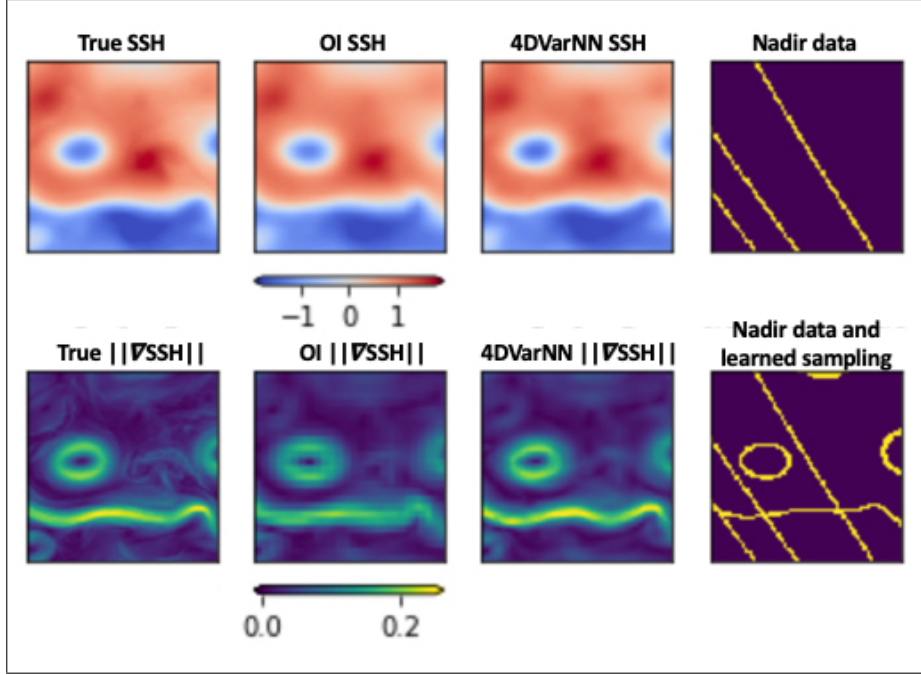 True SSH
OI SSH
4DVarNN SSH
Nadir data
−1 0 1
True ||∇SSH||
OI ||∇SSH||
4DVarNN ||∇SSH||
Nadir data and
learned sampling
0.0 0.2